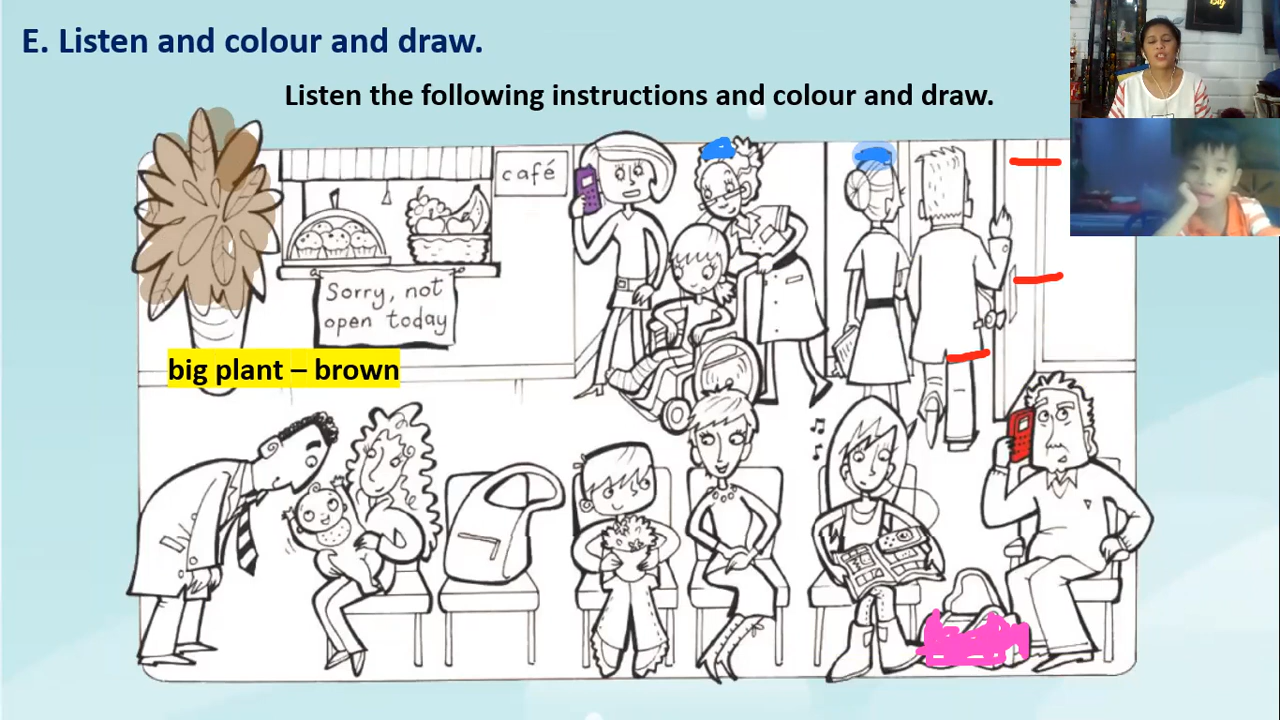 E. Listen and colour and draw.
Listen the following instructions and colour and draw.
café
Sorry, not
open today
big plant – brown